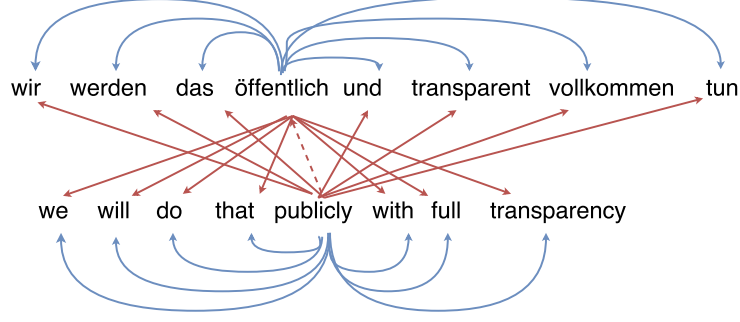 wir werden das öffentlich und transparent vollkommen tun
we will do that publicly with full transparency